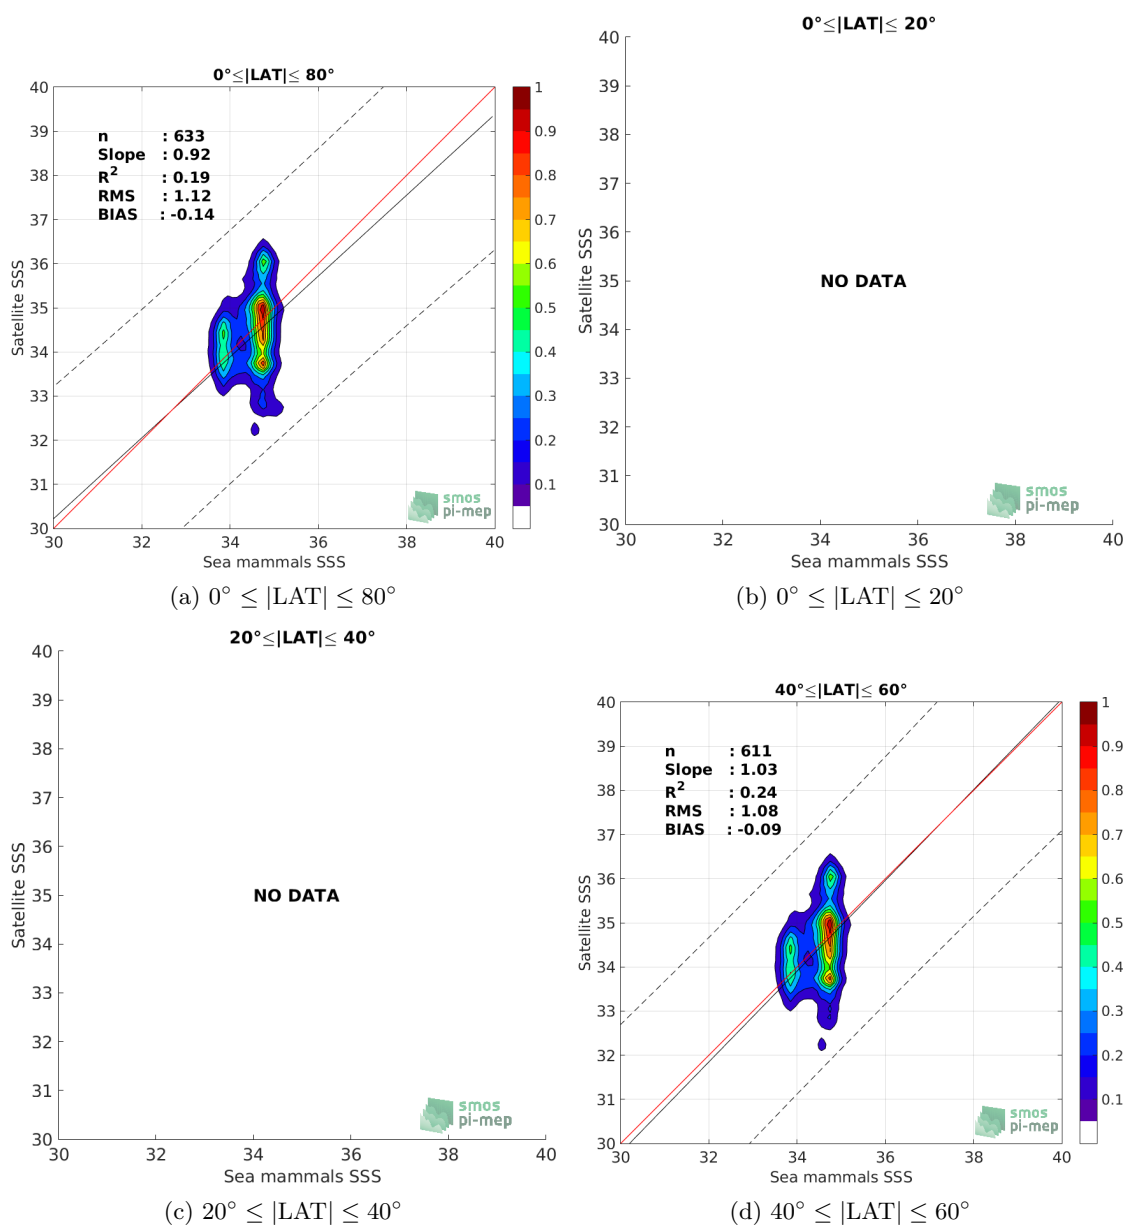 0°≤|LAT|≤ 80°
40
39
38
37
36
35
34
33
32
31
30
Satellite SSS
n : 633
Slope : 0.92
R² : 0.19
RMS : 1.12
BIAS : -0.14
1
0.9
0.8
0.7
0.6
0.5
0.4
0.3
0.2
0.1
smos
pi-mep
30 32 34 36 38 40
Sea mammals SSS
(a) 0° ≤ |LAT| ≤ 80°
0°≤|LAT|≤ 20°
40
39
38
37
36
35
34
33
32
31
30
Satellite SSS
NO DATA
smos
pi-mep
30 32 34 36 38 40
Sea mammals SSS
(b) 0° ≤ |LAT| ≤ 20°
20°≤|LAT|≤ 40°
40
39
38
37
36
35
34
33
32
31
30
Satellite SSS
NO DATA
smos
pi-mep
30 32 34 36 38 40
Sea mammals SSS
(c) 20° ≤ |LAT| ≤ 40°
40°≤|LAT|≤ 60°
40
39
38
37
36
35
34
33
32
31
30
Satellite SSS
n : 611
Slope : 1.03
R² : 0.24
RMS : 1.08
BIAS : -0.09
1
0.9
0.8
0.7
0.6
0.5
0.4
0.3
0.2
0.1
smos
pi-mep
30 32 34 36 38 40
Sea mammals SSS
(d) 40° ≤ |LAT| ≤ 60°